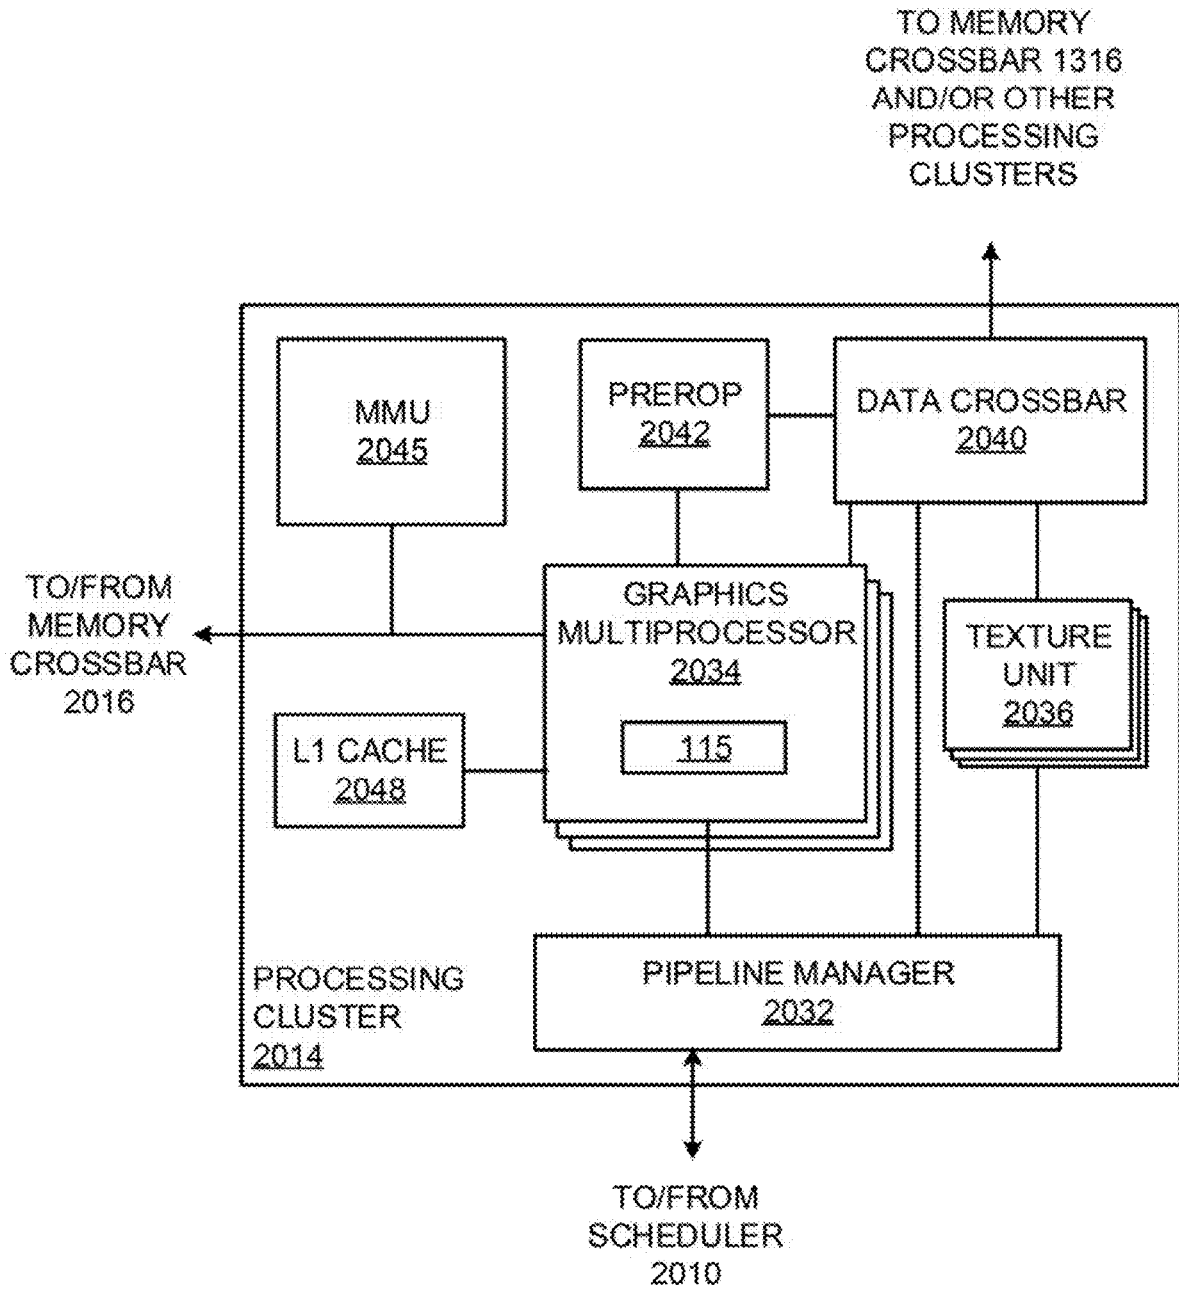 TO MEMORY
CROSSBAR 1316
AND/OR OTHER
PROCESSING
CLUSTERS
MMU
2045
PREROP
2042
DATA CROSSBAR
2040
TO/FROM
MEMORY
CROSSBAR
2016
GRAPHICS
MULTIPROCESSOR
2034
115
TEXTURE
UNIT
2036
L1 CACHE
2048
PIPELINE MANAGER
2032
PROCESSING
CLUSTER
2014
TO/FROM
SCHEDULER
2010